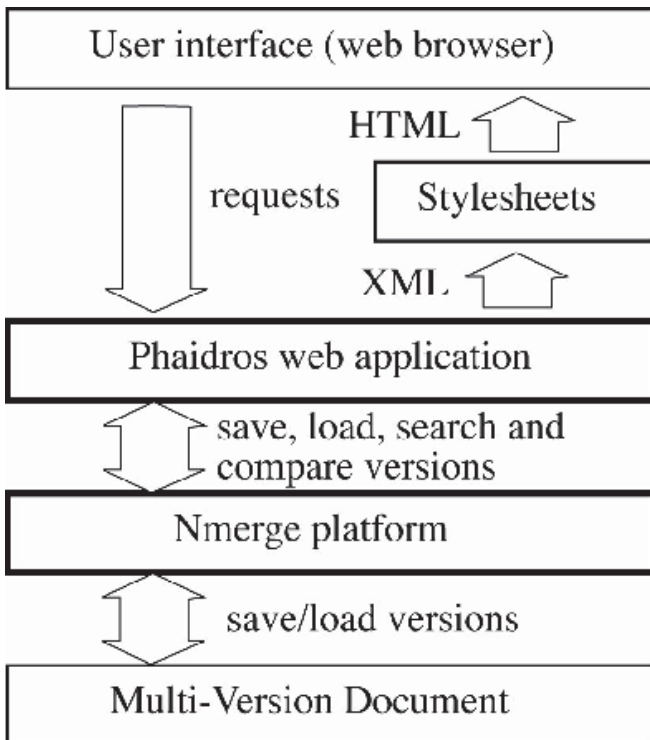 User interface (web browser)
HTML
requests
Stylesheets
XML
Phaidros web application
save, load, search and
compare versions
Nmerge platform
save/load versions
Multi-Version Document